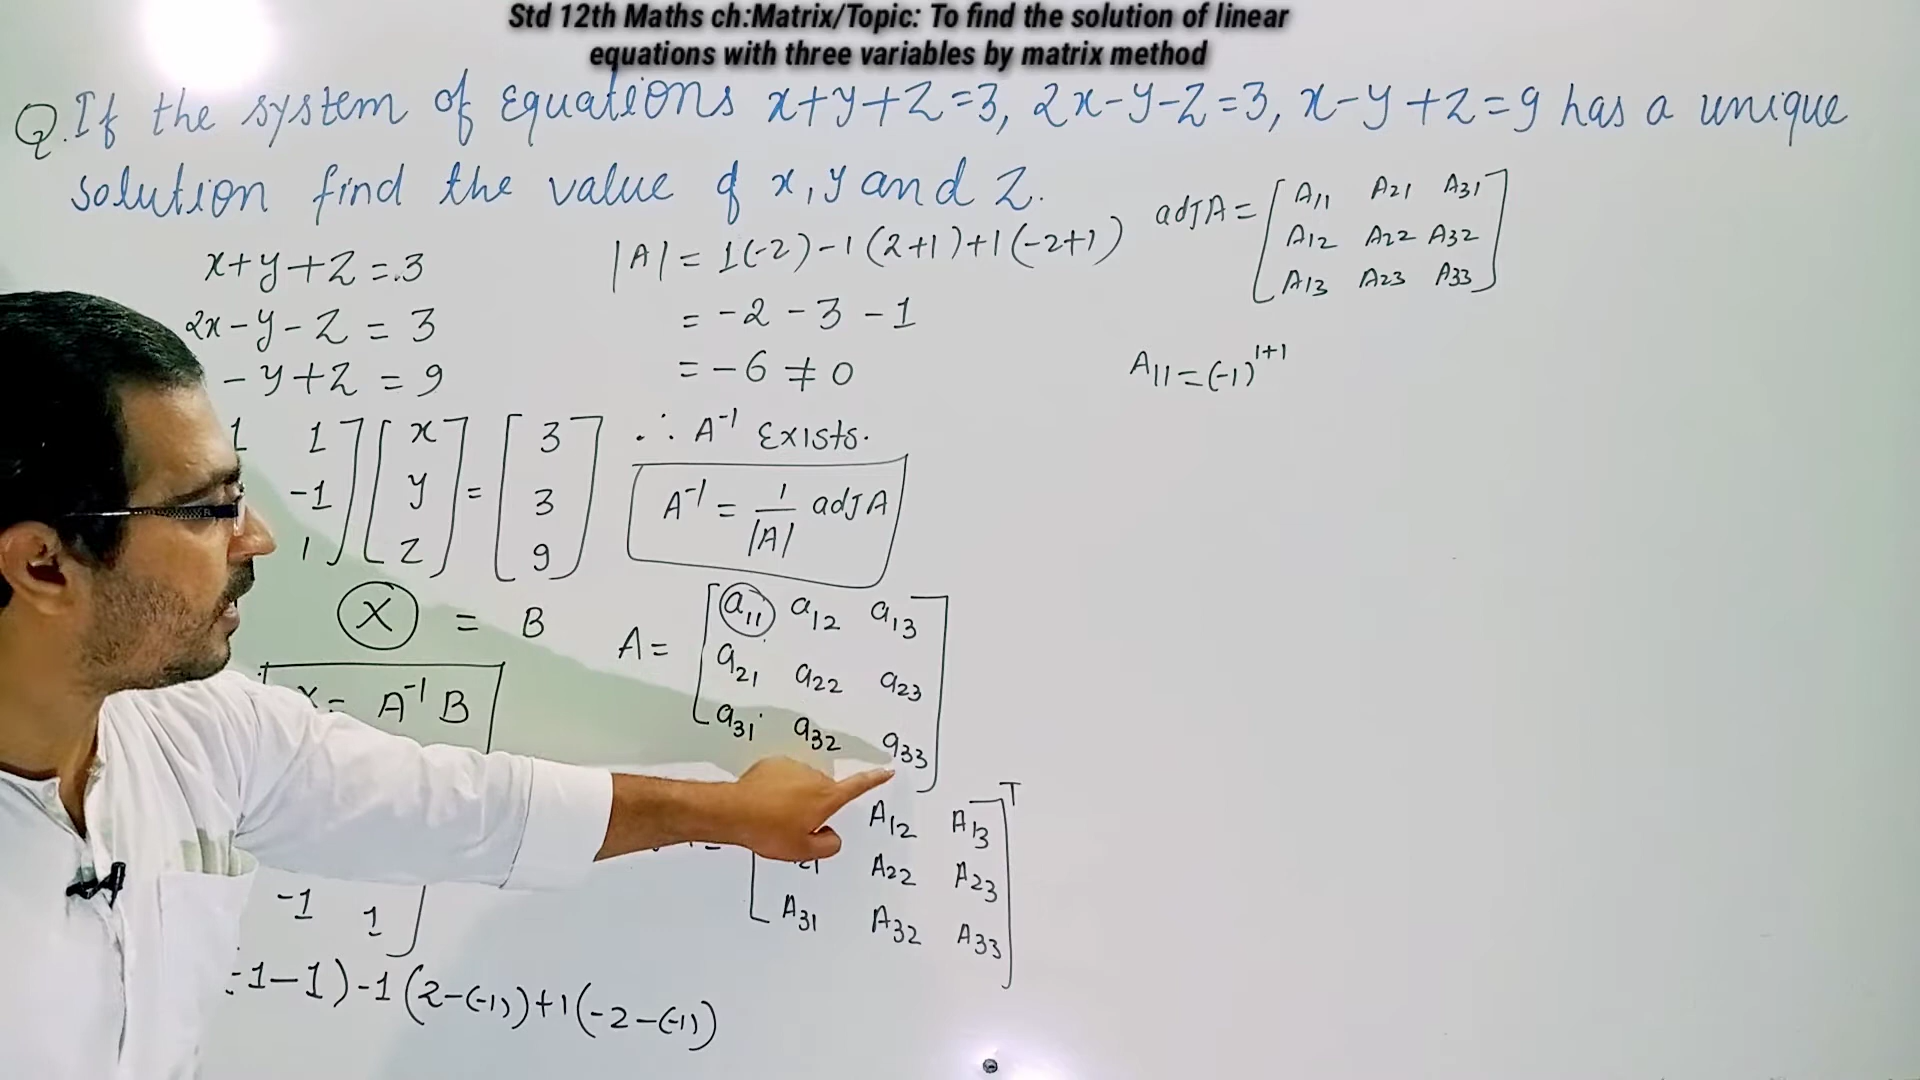 Std 12th Maths ch:Matrix/Topic: To find the solution of linear
equations with three variables by matrix method
Q. If the system of Equations x+y+z=3, 2x-y-z=3, x-y+z=9 has a unique
solution find the value of x, y and z.
x+y+z=3
2x-y-z=3
-y+z=9
1 1 [x] = [3]
-1 [y] [3]
1 [z] [9]
X = B
X = A⁻¹B
-1 1
-1-1)-1(2-(-1))+1(-2-(-1))
|A| = 1(-2)-1(2+1)+1(-2+1)
= -2-3-1
= -6 ≠ 0
∴ A⁻¹ Exists.
A⁻¹ = 1/|A| adjA
A = [a11 a12 a13
a21 a22 a23
a31 a32 a33]
A12 A13]ᵀ
21 A22 A23
A31 A32 A33
adjA = [A11 A21 A31
A12 A22 A32
A13 A23 A33]
A11 = (-1)¹⁺¹